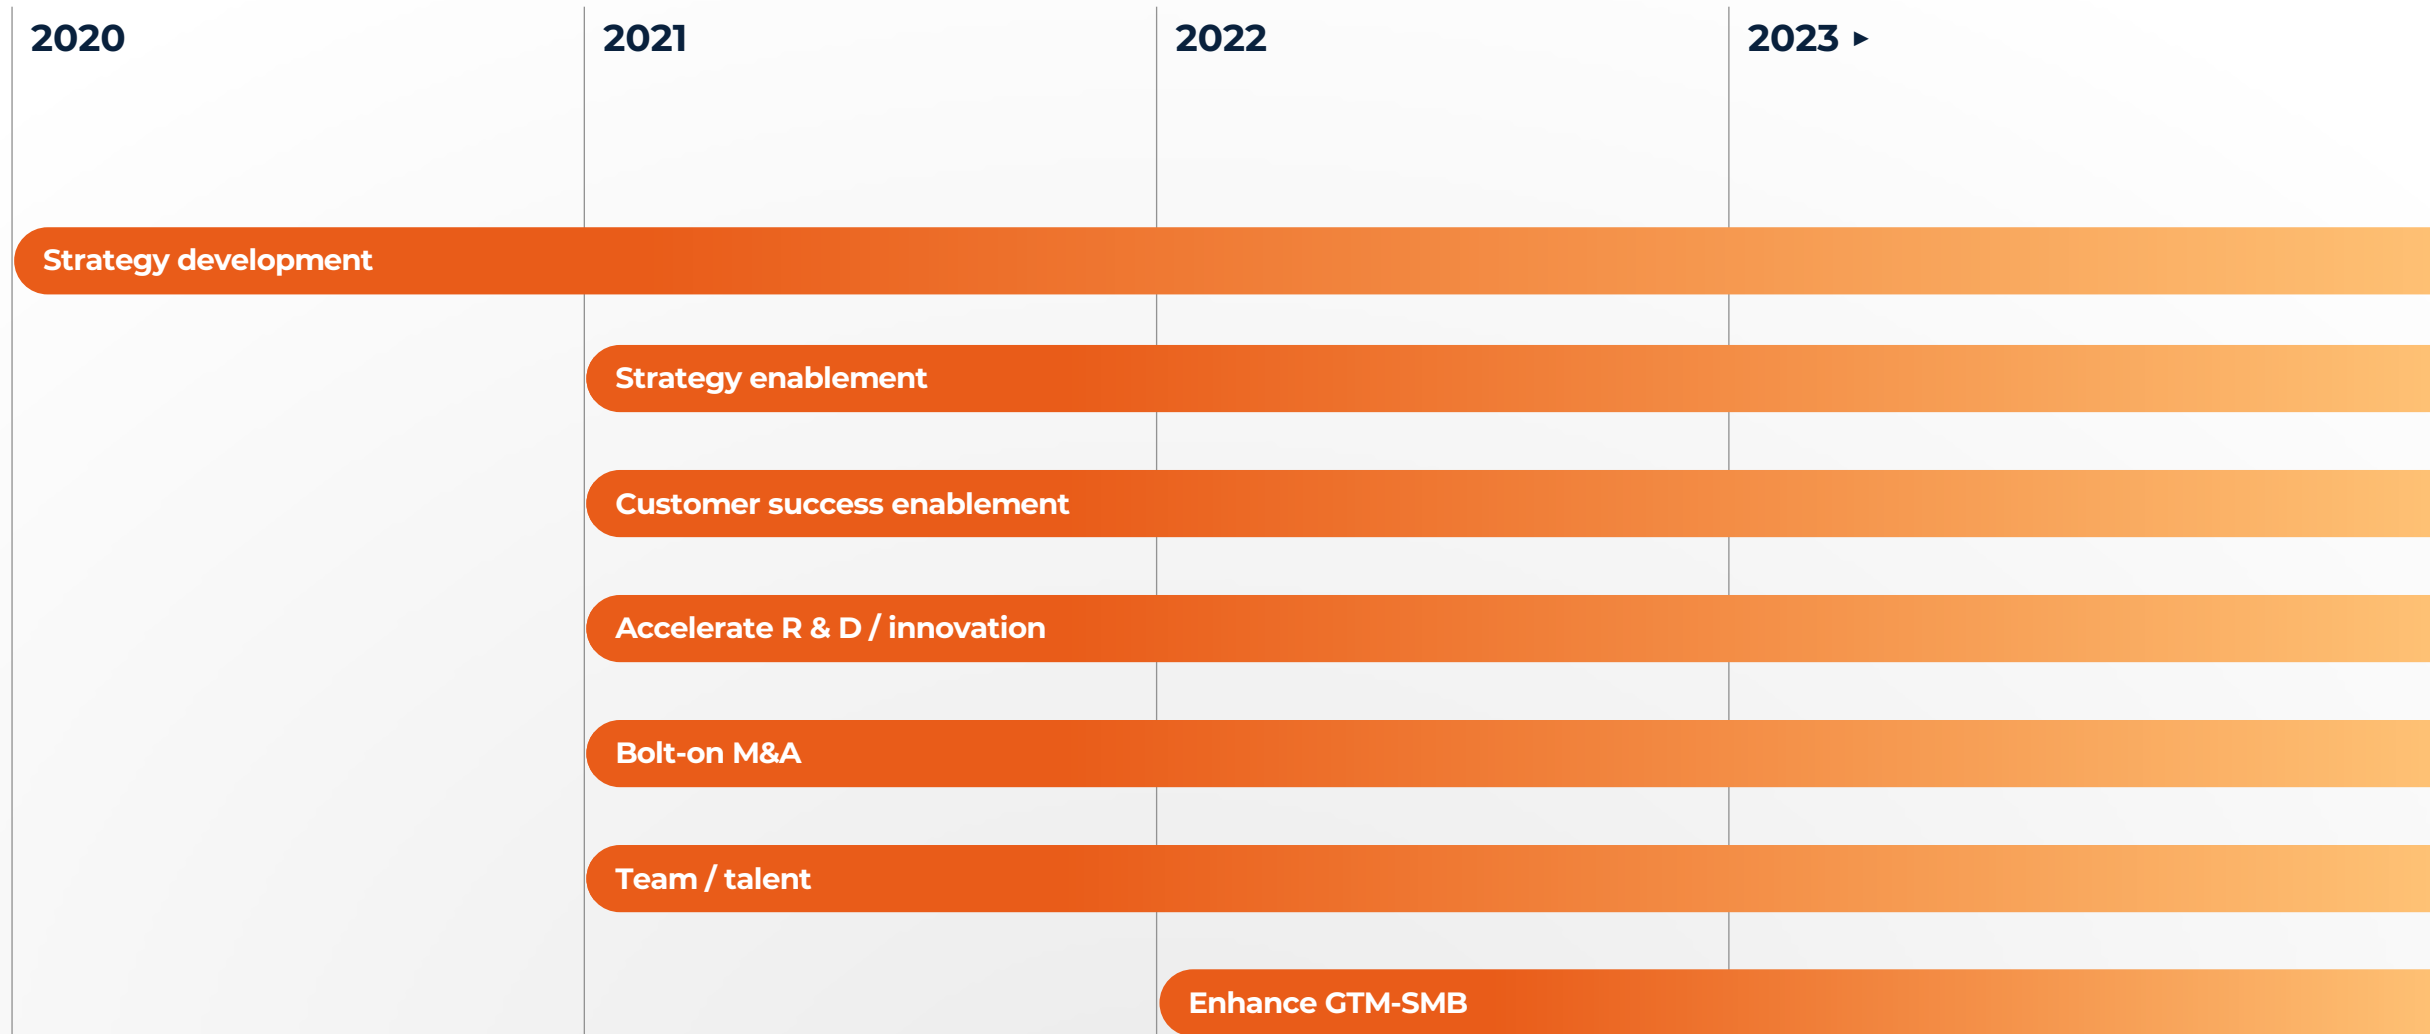 2020 2021 2022 2023 ►
Strategy development
Strategy enablement
Customer success enablement
Accelerate R & D / innovation
Bolt-on M&A
Team / talent
Enhance GTM-SMB